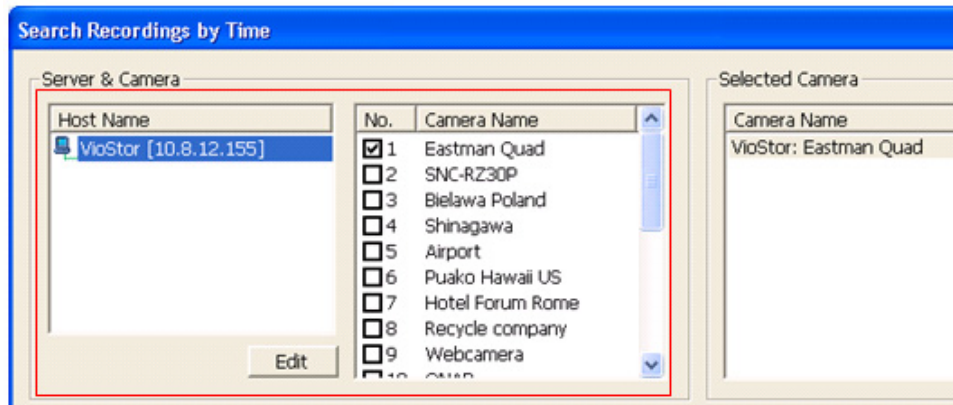 Search Recordings by Time
Server & Camera
Host Name
VioStor [10.8.12.155]
Edit
No. Camera Name
1 Eastman Quad
2 SNC-RZ30P
3 Bielawa Poland
4 Shinagawa
5 Airport
6 Puako Hawaii US
7 Hotel Forum Rome
8 Recycle company
9 Webcamera
Selected Camera
Camera Name
VioStor: Eastman Quad